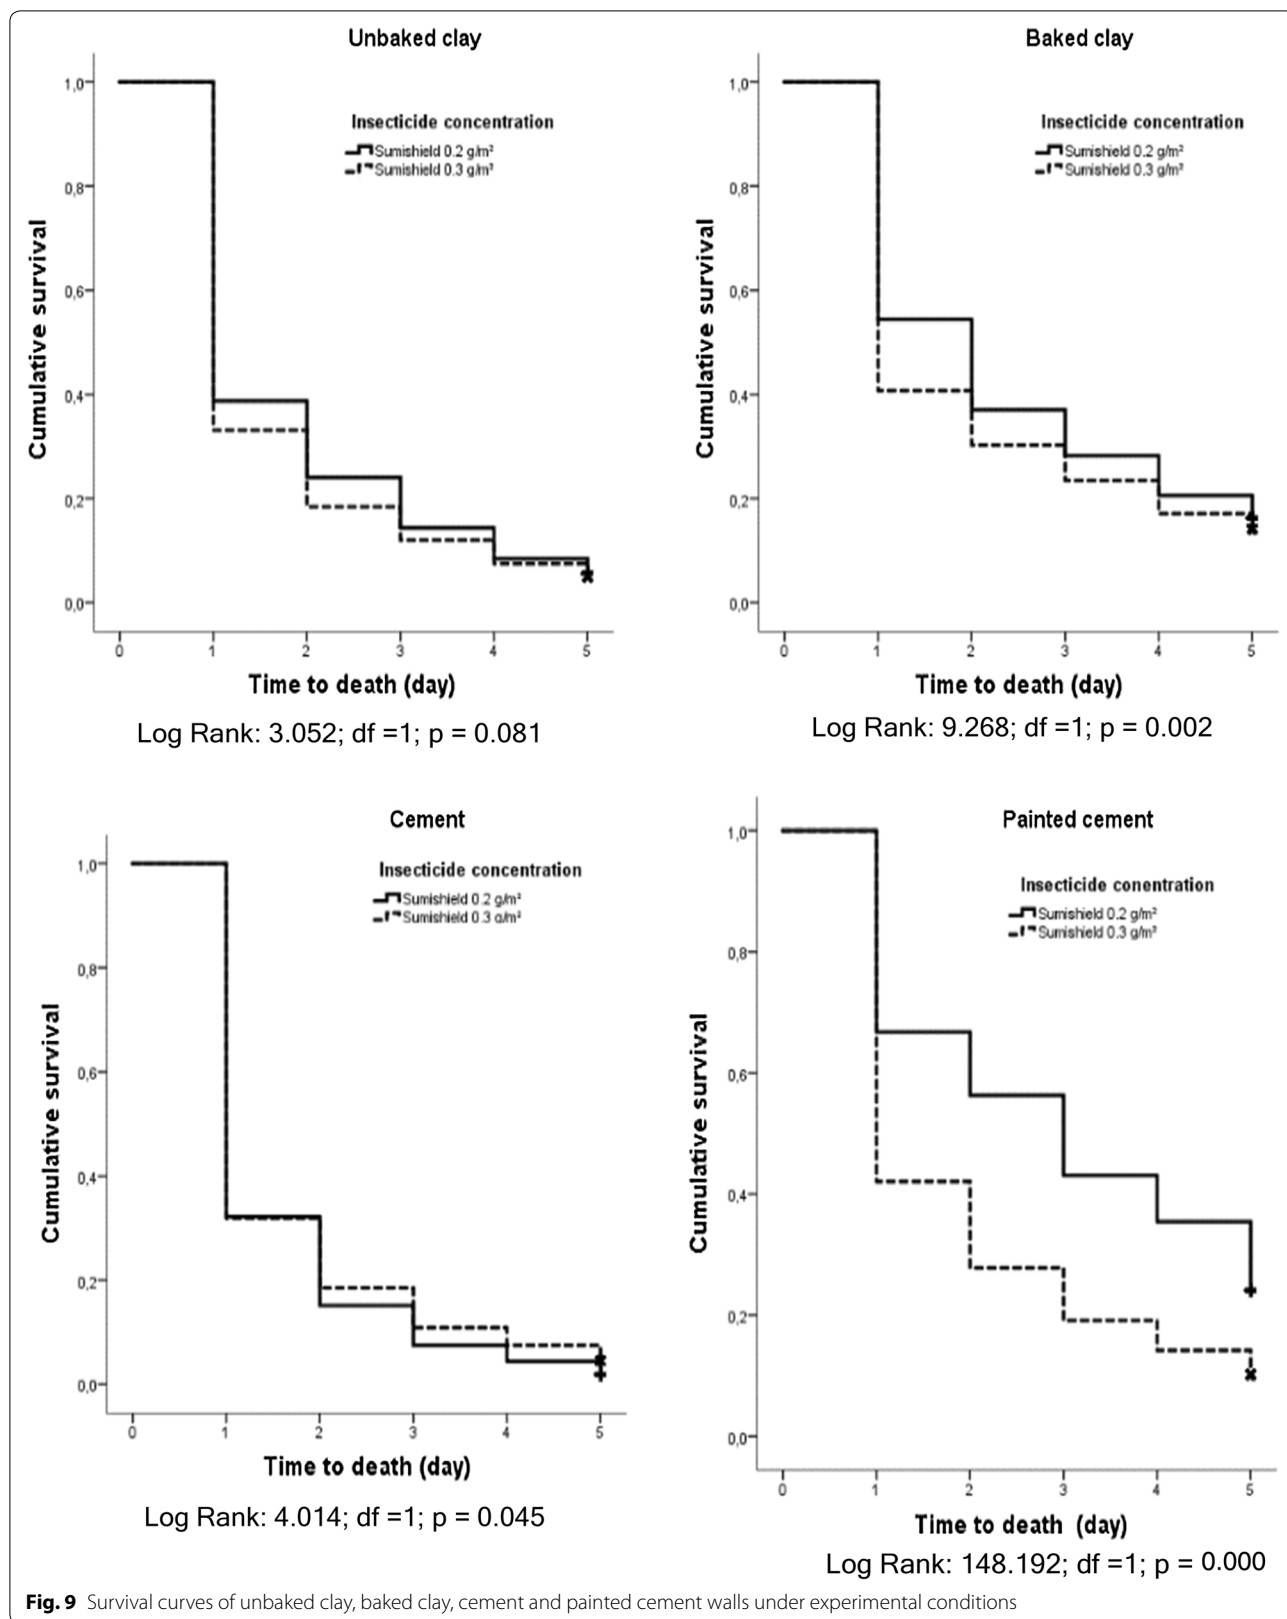 Unbaked clay
Insecticide concentration
Sumishield 0.2 g/m²
Sumishield 0.3 g/m²
Cumulative survival
1,0
0,8
0,6
0,4
0,2
0,0
0 1 2 3 4 5
Time to death (day)
Log Rank: 3.052; df =1; p = 0.081
Baked clay
Insecticide concentration
Sumishield 0.2 g/m²
Sumishield 0.3 g/m²
Cumulative survival
1,0
0,8
0,6
0,4
0,2
0,0
0 1 2 3 4 5
Time to death (day)
Log Rank: 9.268; df =1; p = 0.002
Cement
Insecticide concentration
Sumishield 0.2 g/m²
Sumishield 0.3 g/m²
Cumulative survival
1,0
0,8
0,6
0,4
0,2
0,0
0 1 2 3 4 5
Time to death (day)
Log Rank: 4.014; df =1; p = 0.045
Painted cement
Insecticide conentration
Sumishield 0.2 g/m²
Sumishield 0.3 g/m²
Cumulative survival
1,0
0,8
0,6
0,4
0,2
0,0
0 1 2 3 4 5
Time to death (day)
Log Rank: 148.192; df =1; p = 0.000
Fig. 9 Survival curves of unbaked clay, baked clay, cement and painted cement walls under experimental conditions